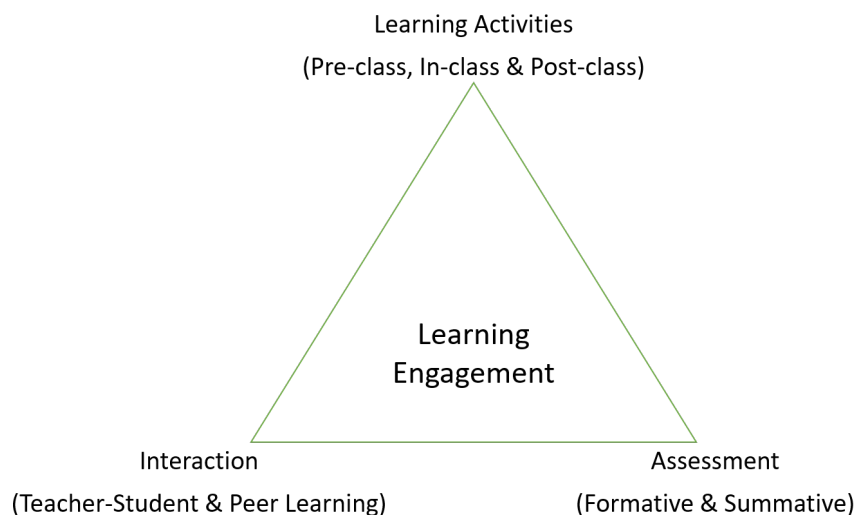 Learning Activities
(Pre-class, In-class & Post-class)
Learning
Engagement
Interaction
(Teacher-Student & Peer Learning)
Assessment
(Formative & Summative)